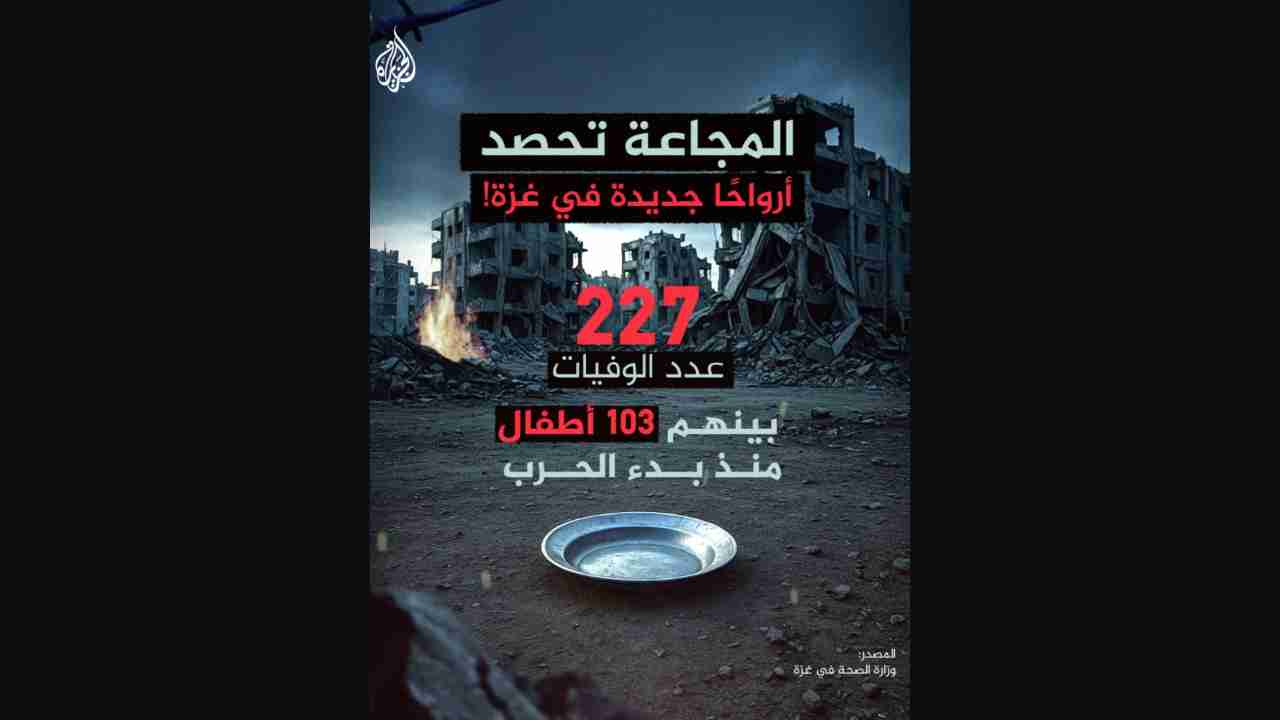 الجزيرة
المجاعة تحصد
أرواحًا جديدة في غزة!
227
عدد الوفيات
بينهم 103 أطفال
منذ بدء الحرب
المصدر:
وزارة الصحة في غزة